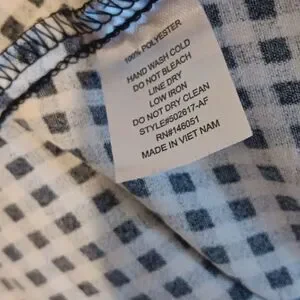 100% POLYESTER
HAND WASH COLD
DO NOT BLEACH
LINE DRY
LOW IRON
DO NOT DRY CLEAN
STYLE#502617-AF
RN#146051
MADE IN VIET NAM